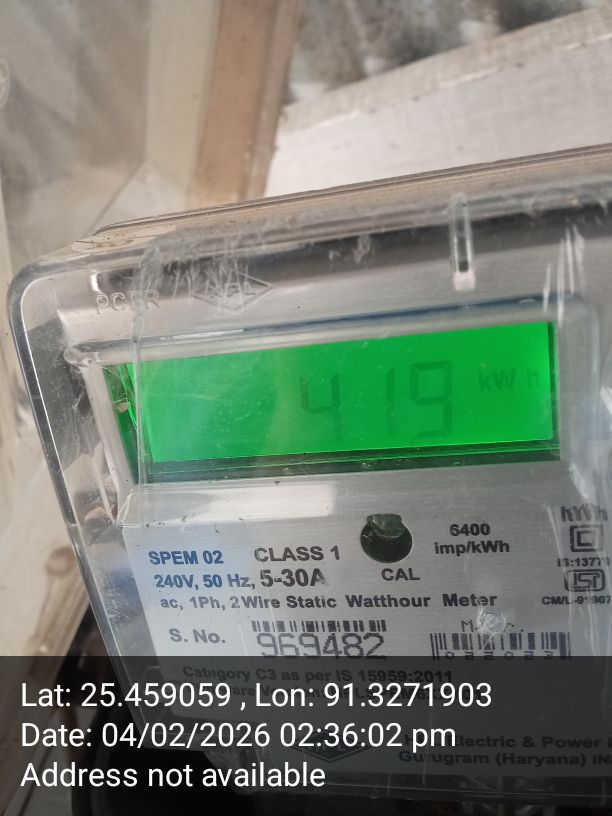 419 kWh
SPEM 02 CLASS 1
6400
imp/kWh
240V, 50 Hz, 5-30A
CAL
ac, 1Ph, 2 Wire Static Watthour Meter
S. No. 969482
Category C3 as per IS 15959:2011
Electric & Power
Gurugram (Haryana)
Lat: 25.459059 , Lon: 91.3271903
Date: 04/02/2026 02:36:02 pm
Address not available